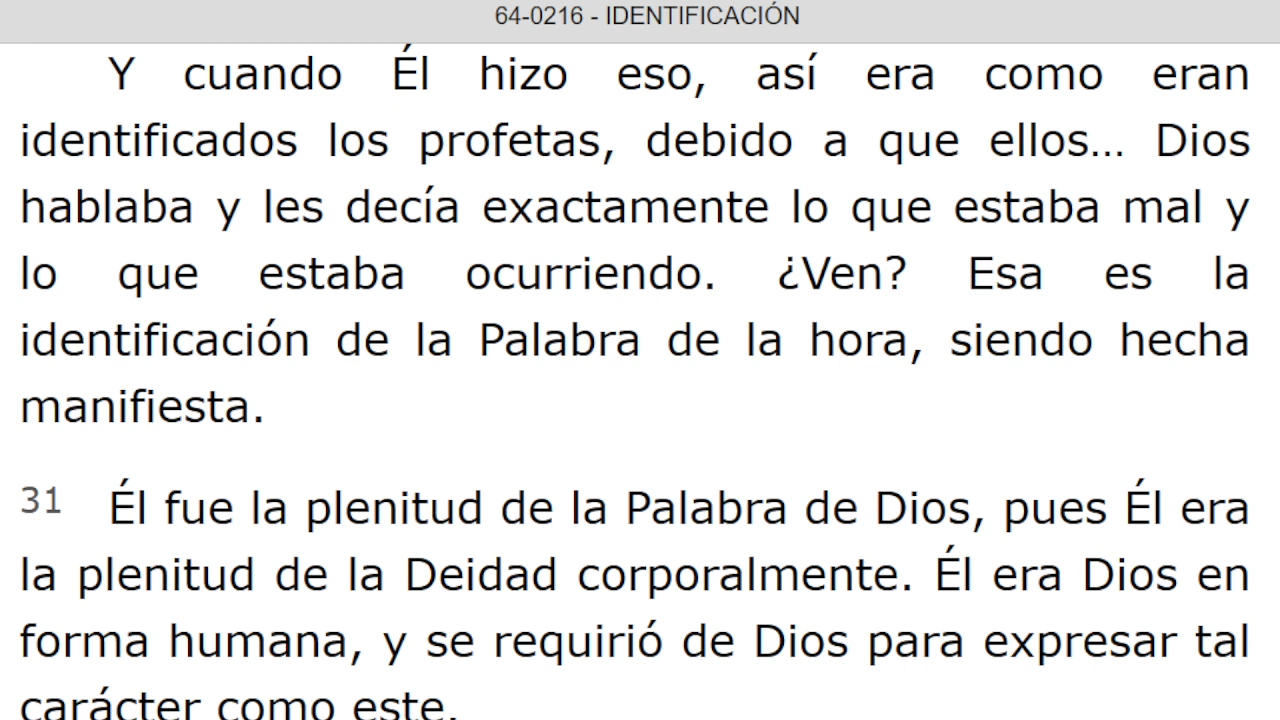 64-0216 - IDENTIFICACIÓN
Y cuando Él hizo eso, así era como eran
identificados los profetas, debido a que ellos... Dios
hablaba y les decía exactamente lo que estaba mal y
lo que estaba ocurriendo. ¿Ven? Esa es la
identificación de la Palabra de la hora, siendo hecha
manifiesta.
31 Él fue la plenitud de la Palabra de Dios, pues Él era
la plenitud de la Deidad corporalmente. Él era Dios en
forma humana, y se requirió de Dios para expresar tal
carácter como este.